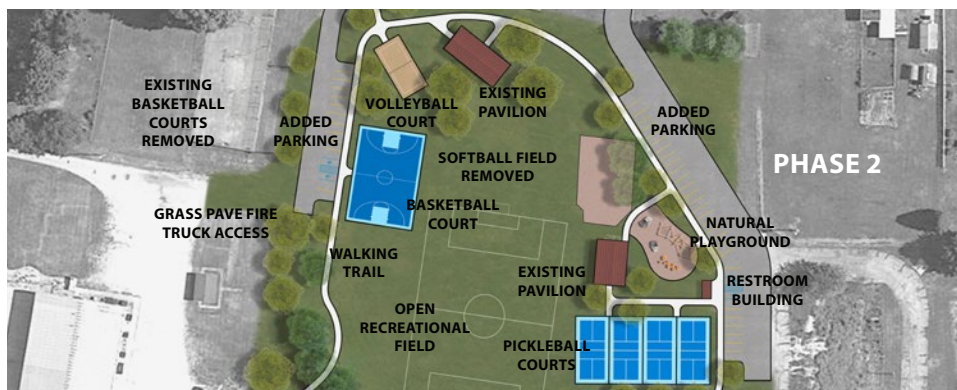 EXISTING
BASKETBALL
COURTS
REMOVED
ADDED
PARKING
VOLLEYBALL
COURT
EXISTING
PAVILION
ADDED
PARKING
SOFTBALL FIELD
REMOVED
PHASE 2
GRASS PAVE FIRE
TRUCK ACCESS
BASKETBALL
COURT
NATURAL
PLAYGROUND
WALKING
TRAIL
EXISTING
PAVILION
RESTROOM
BUILDING
OPEN
RECREATIONAL
FIELD
PICKLEBALL
COURTS